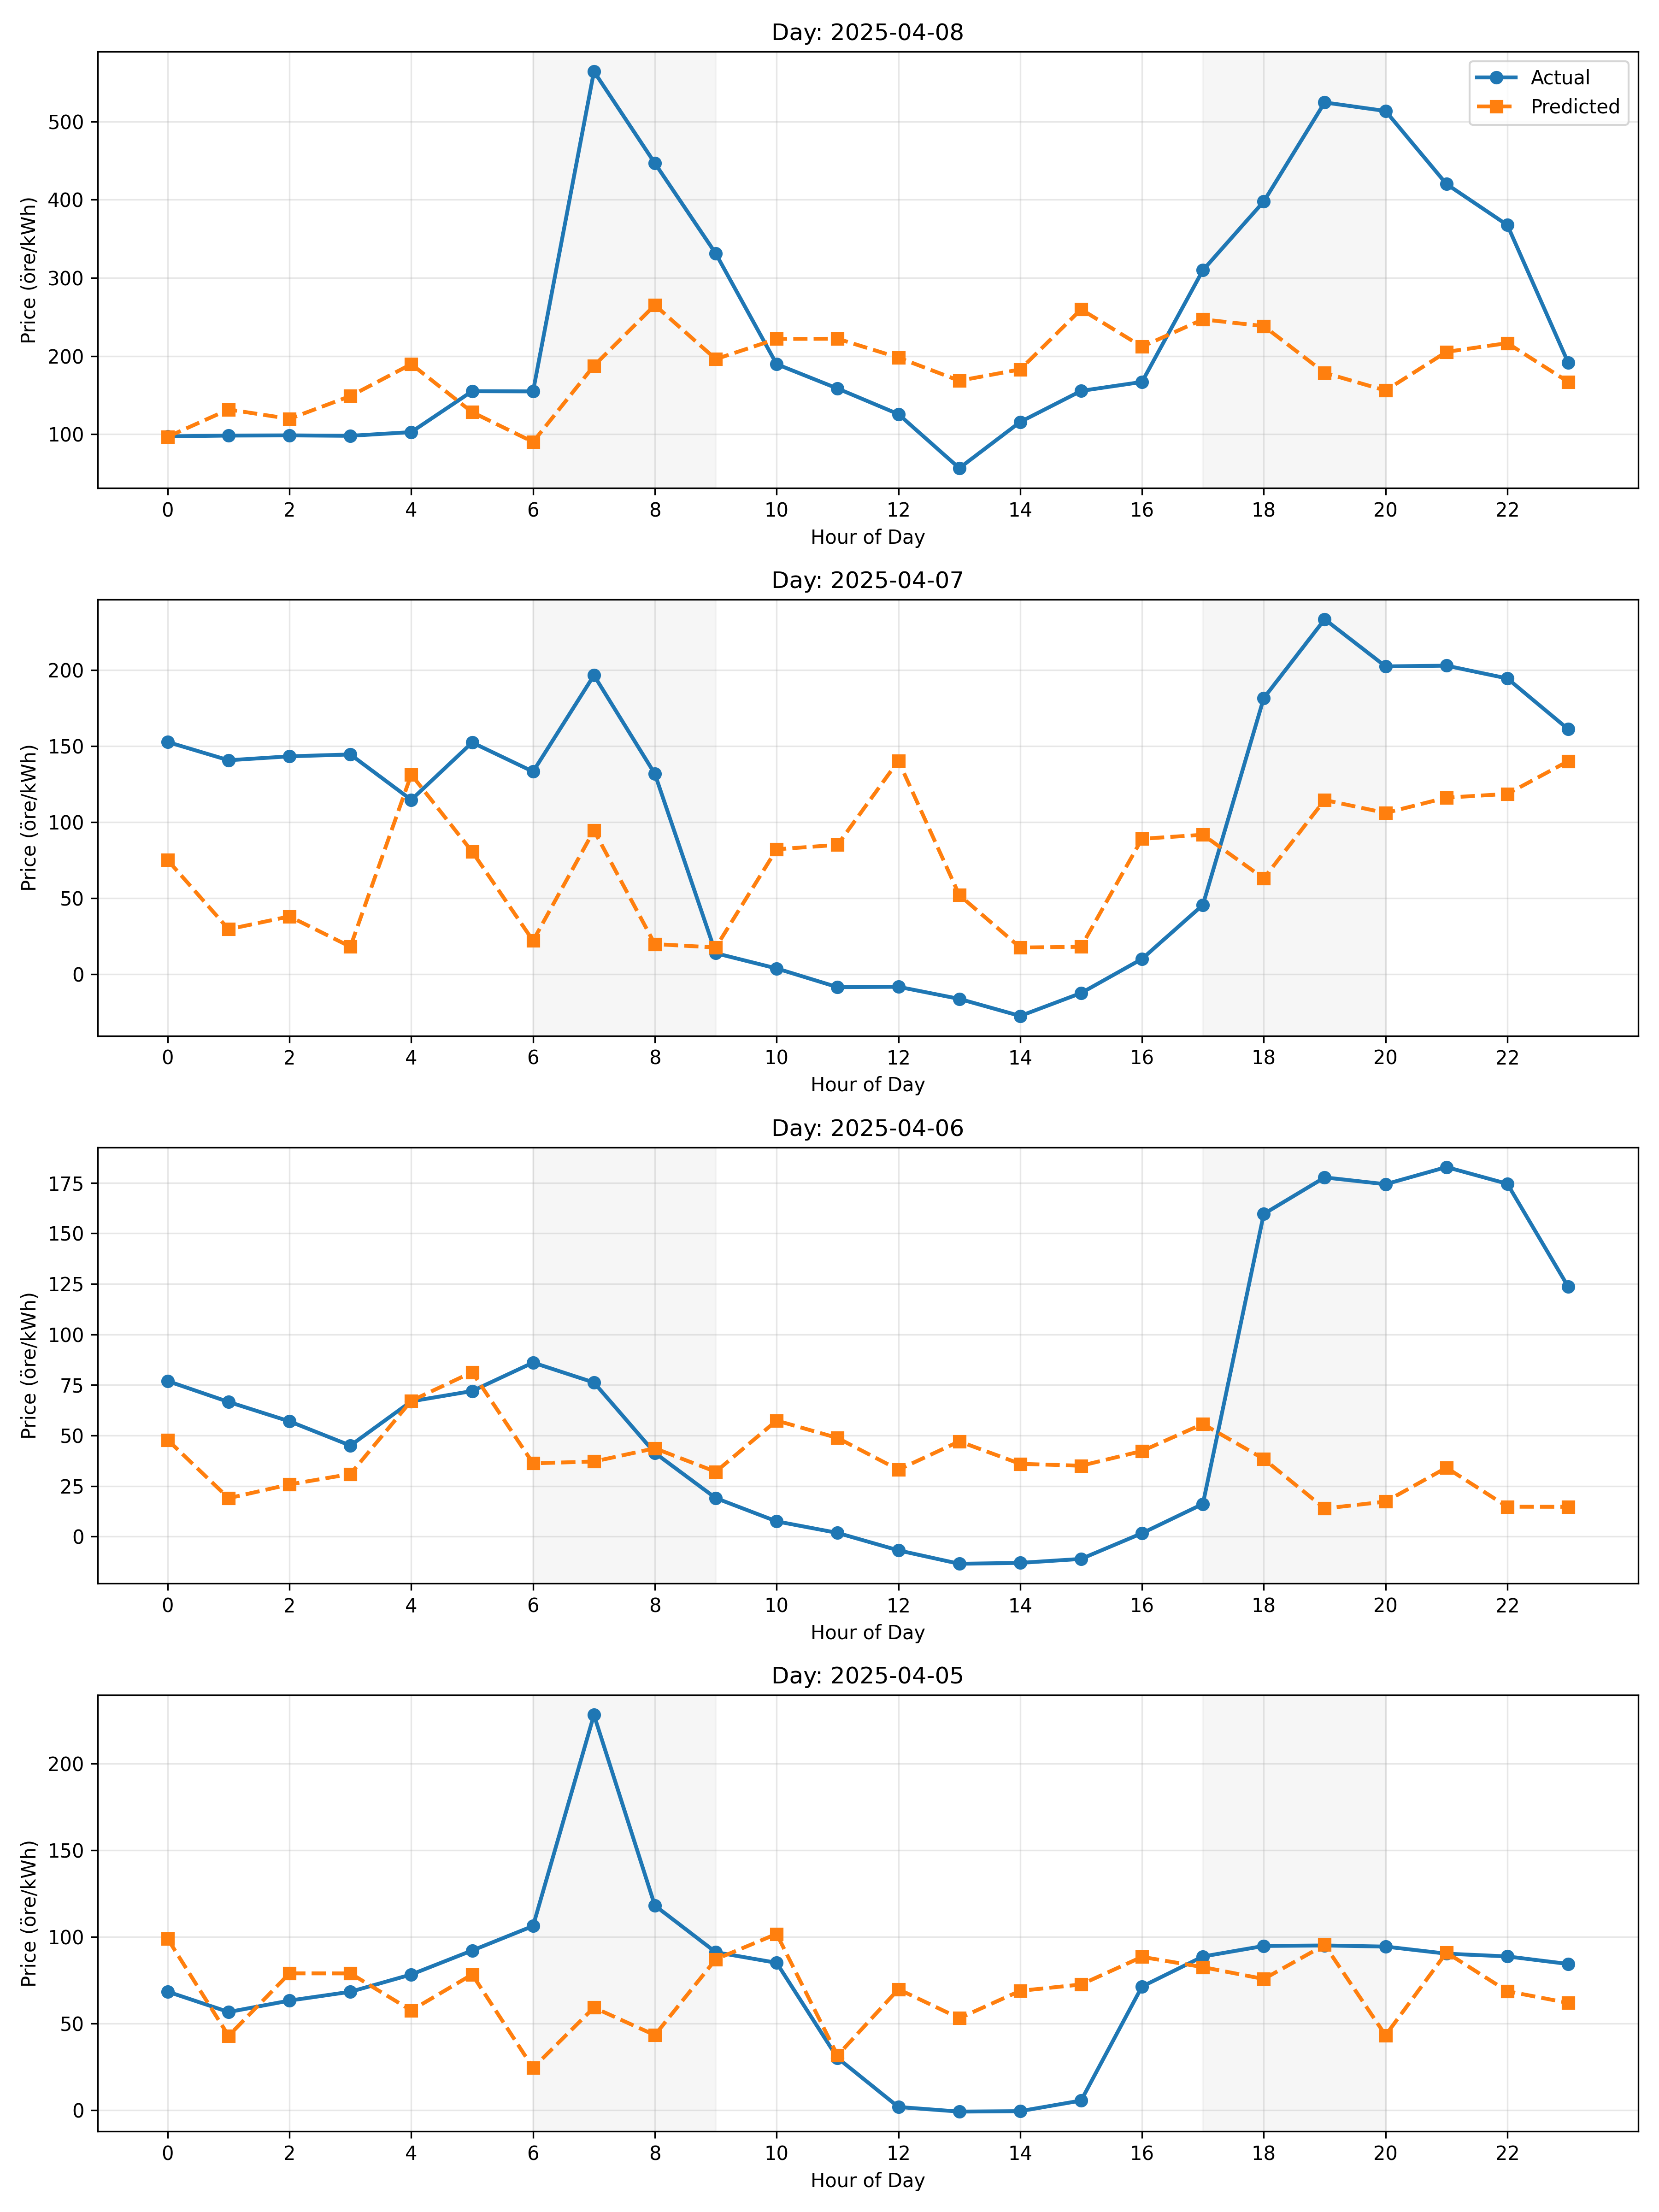 Day: 2025-04-08
Price (öre/kWh)
500
400
300
200
100
Actual
Predicted
0 2 4 6 8 10 12 14 16 18 20 22
Hour of Day
Day: 2025-04-07
Price (öre/kWh)
200
150
100
50
0
0 2 4 6 8 10 12 14 16 18 20 22
Hour of Day
Day: 2025-04-06
Price (öre/kWh)
175
150
125
100
75
50
25
0
0 2 4 6 8 10 12 14 16 18 20 22
Hour of Day
Day: 2025-04-05
Price (öre/kWh)
200
150
100
50
0
0 2 4 6 8 10 12 14 16 18 20 22
Hour of Day